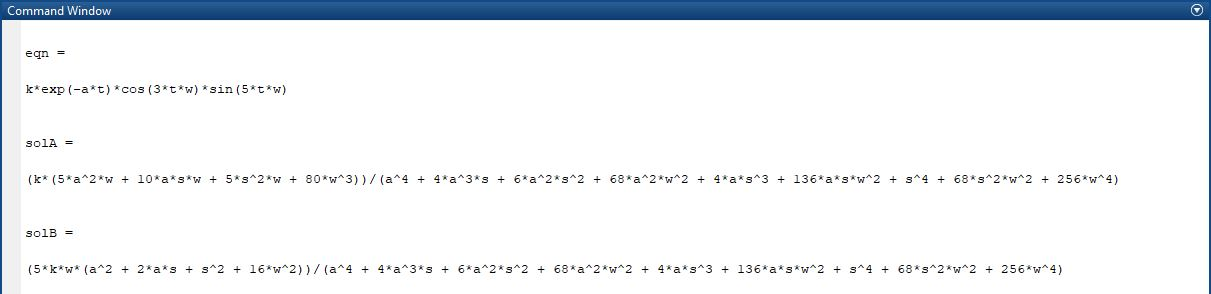 Command Window
eqn =
k*exp(-a*t)*cos(3*t*w)*sin(5*t*w)
solA =
(k*(5*a^2*w + 10*a*s*w + 5*s^2*w + 80*w^3))/(a^4 + 4*a^3*s + 6*a^2*s^2 + 68*a^2*w^2 + 4*a*s^3 + 136*a*s*w^2 + s^4 + 68*s^2*w^2 + 256*w^4)
solB =
(5*k*w*(a^2 + 2*a*s + s^2 + 16*w^2))/(a^4 + 4*a^3*s + 6*a^2*s^2 + 68*a^2*w^2 + 4*a*s^3 + 136*a*s*w^2 + s^4 + 68*s^2*w^2 + 256*w^4)